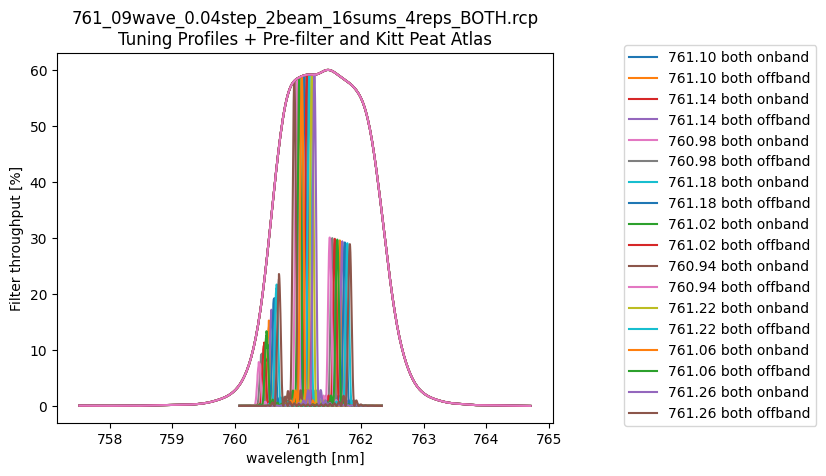 761_09wave_0.04step_2beam_16sums_4reps_BOTH.rcp
Tuning Profiles + Pre-filter and Kitt Peat Atlas
Filter throughput [%]
60
50
40
30
20
10
0
758
759
760
761
762
763
764
765
wavelength [nm]
761.10 both onband
761.10 both offband
761.14 both onband
761.14 both offband
760.98 both onband
760.98 both offband
761.18 both onband
761.18 both offband
761.02 both onband
761.02 both offband
760.94 both onband
760.94 both offband
761.22 both onband
761.22 both offband
761.06 both onband
761.06 both offband
761.26 both onband
761.26 both offband